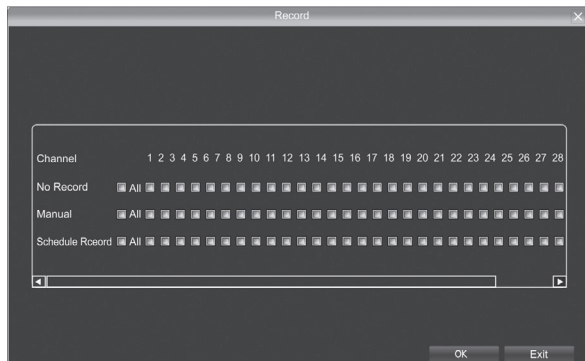 Record
Channel 1 2 3 4 5 6 7 8 9 10 11 12 13 14 15 16 17 18 19 20 21 22 23 24 25 26 27 28
No Record All
Manual All
Schedule Rceord All
OK Exit